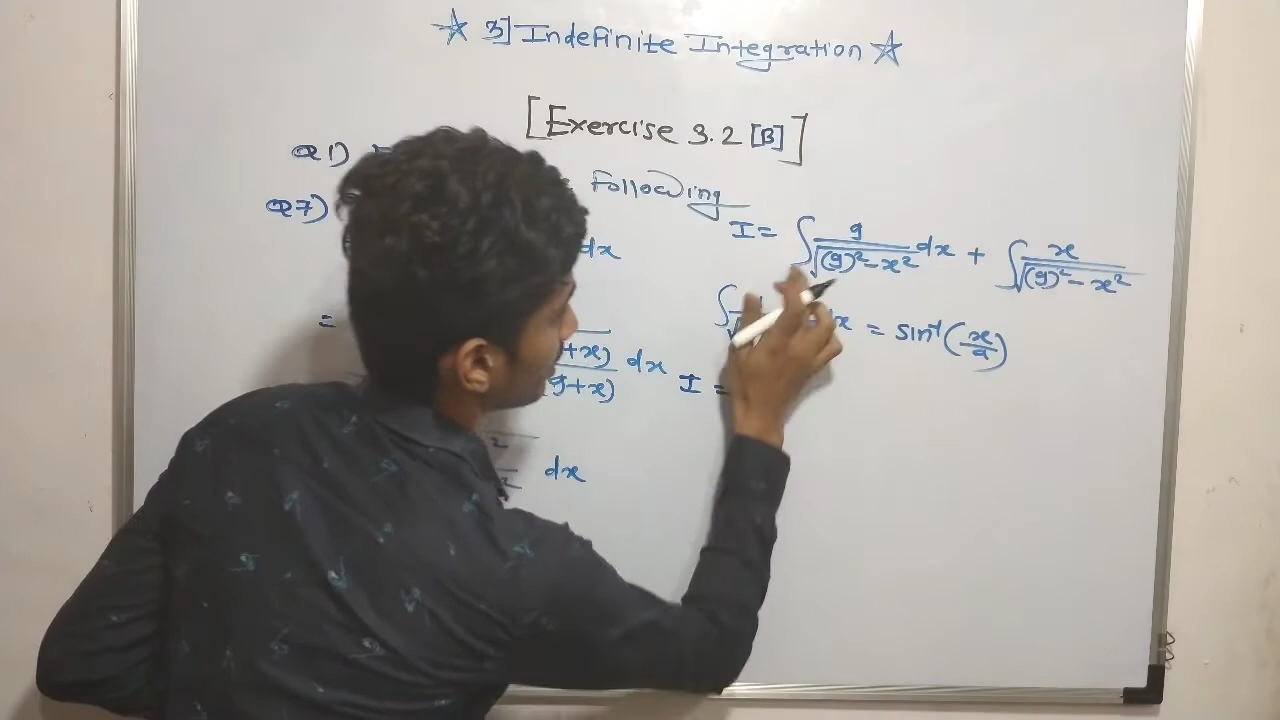 ☆ 3] Indefinite Integration ☆
[Exercise 3.2 [B]]
Q1) Following
Q7)
dx
=
+x)
(9+x) dx
2
dx
I = ∫ 9/√((9)²-x²) dx + ∫ x/√((9)²-x²)
∫ dx = sin⁻¹(x/a)
I =